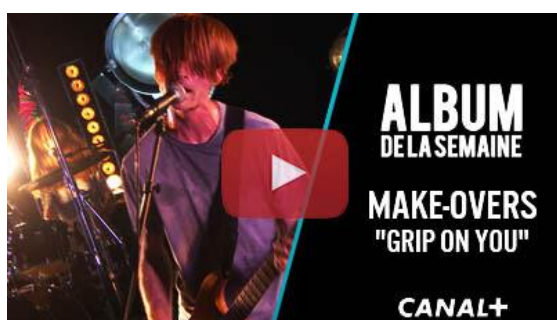 ALBUM
DE LA SEMAINE
MAKE-OVERS
"GRIP ON YOU"
CANAL+